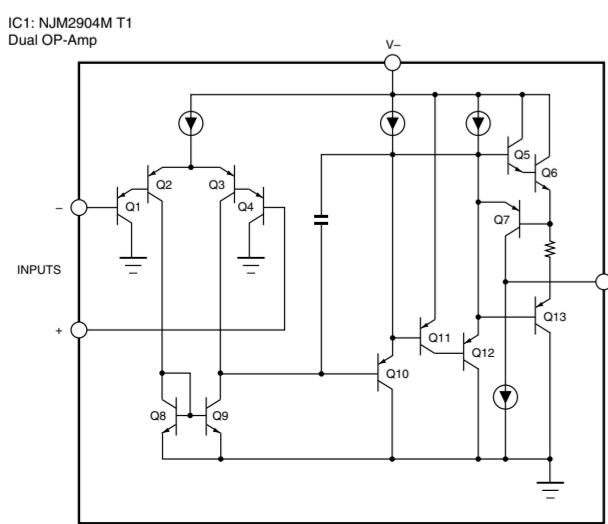 IC1: NJM2904M T1
Dual OP-Amp
V–
Q5
Q6
Q2
Q3
Q1
Q4
Q7
–
INPUTS
+
Q11
Q13
Q12
Q10
Q8
Q9